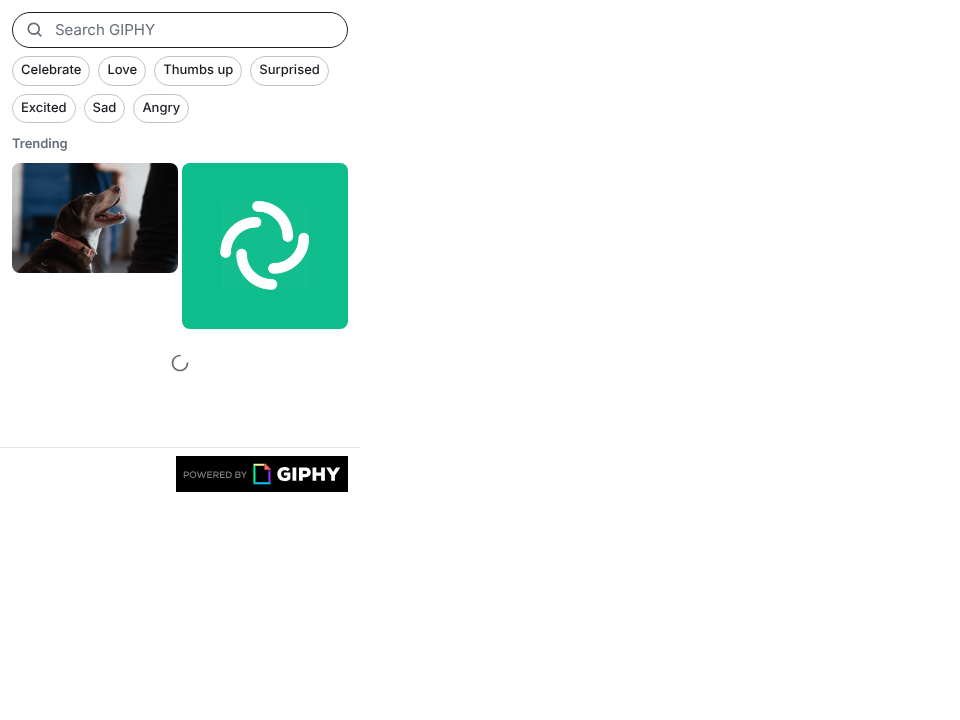 Search GIPHY
Celebrate Love Thumbs up Surprised
Excited Sad Angry
Trending
POWERED BY GIPHY